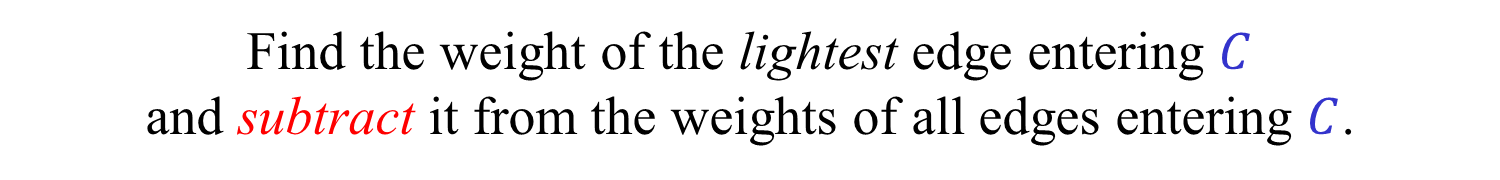 Find the weight of the lightest edge entering C
and subtract it from the weights of all edges entering C.